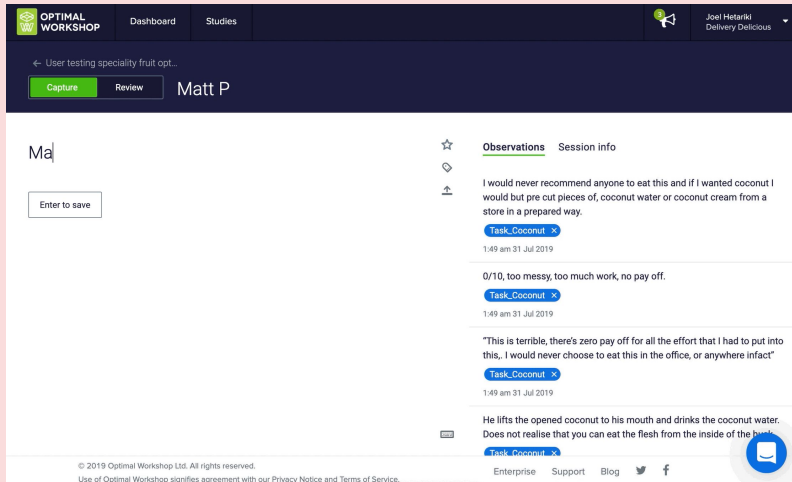 OPTIMAL
WORKSHOP
Dashboard
Studies
3
Joel Hetariki
Delivery Delicious
← User testing speciality fruit opt...
Capture
Review
Matt P
Ma
Enter to save
Observations
Session info
I would never recommend anyone to eat this and if I wanted coconut I
would but pre cut pieces of, coconut water or coconut cream from a
store in a prepared way.
Task_Coconut ×
1:49 am 31 Jul 2019
0/10, too messy, too much work, no pay off.
Task_Coconut ×
1:49 am 31 Jul 2019
"This is terrible, there's zero pay off for all the effort that I had to put into
this,. I would never choose to eat this in the office, or anywhere infact"
Task_Coconut ×
1:49 am 31 Jul 2019
He lifts the opened coconut to his mouth and drinks the coconut water.
Does not realise that you can eat the flesh from the inside of the
Task_Coconut ×
© 2019 Optimal Workshop Ltd. All rights reserved.
Use of Optimal Workshop signifies agreement with our Privacy Notice and Terms of Service.
Enterprise
Support
Blog